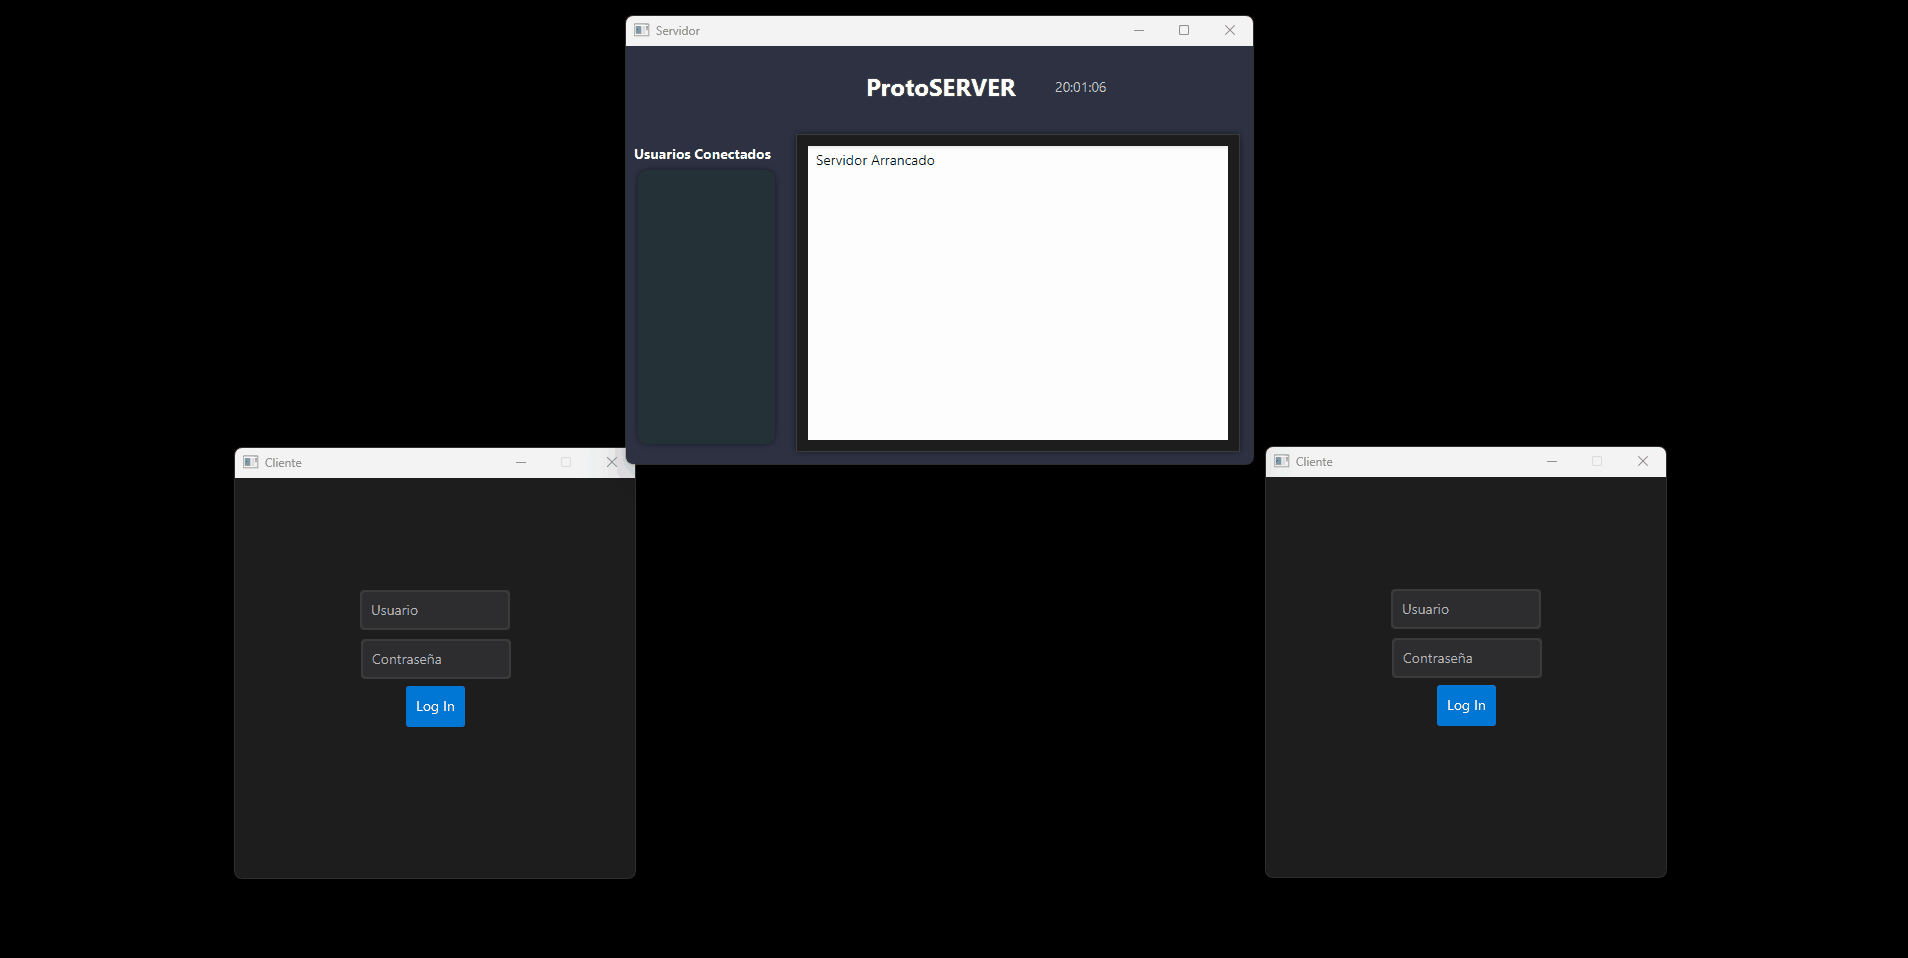 Servidor
ProtoSERVER
20:01:06
Usuarios Conectados
Servidor Arrancado
Cliente
Usuario
Contraseña
Log In
Cliente
Usuario
Contraseña
Log In